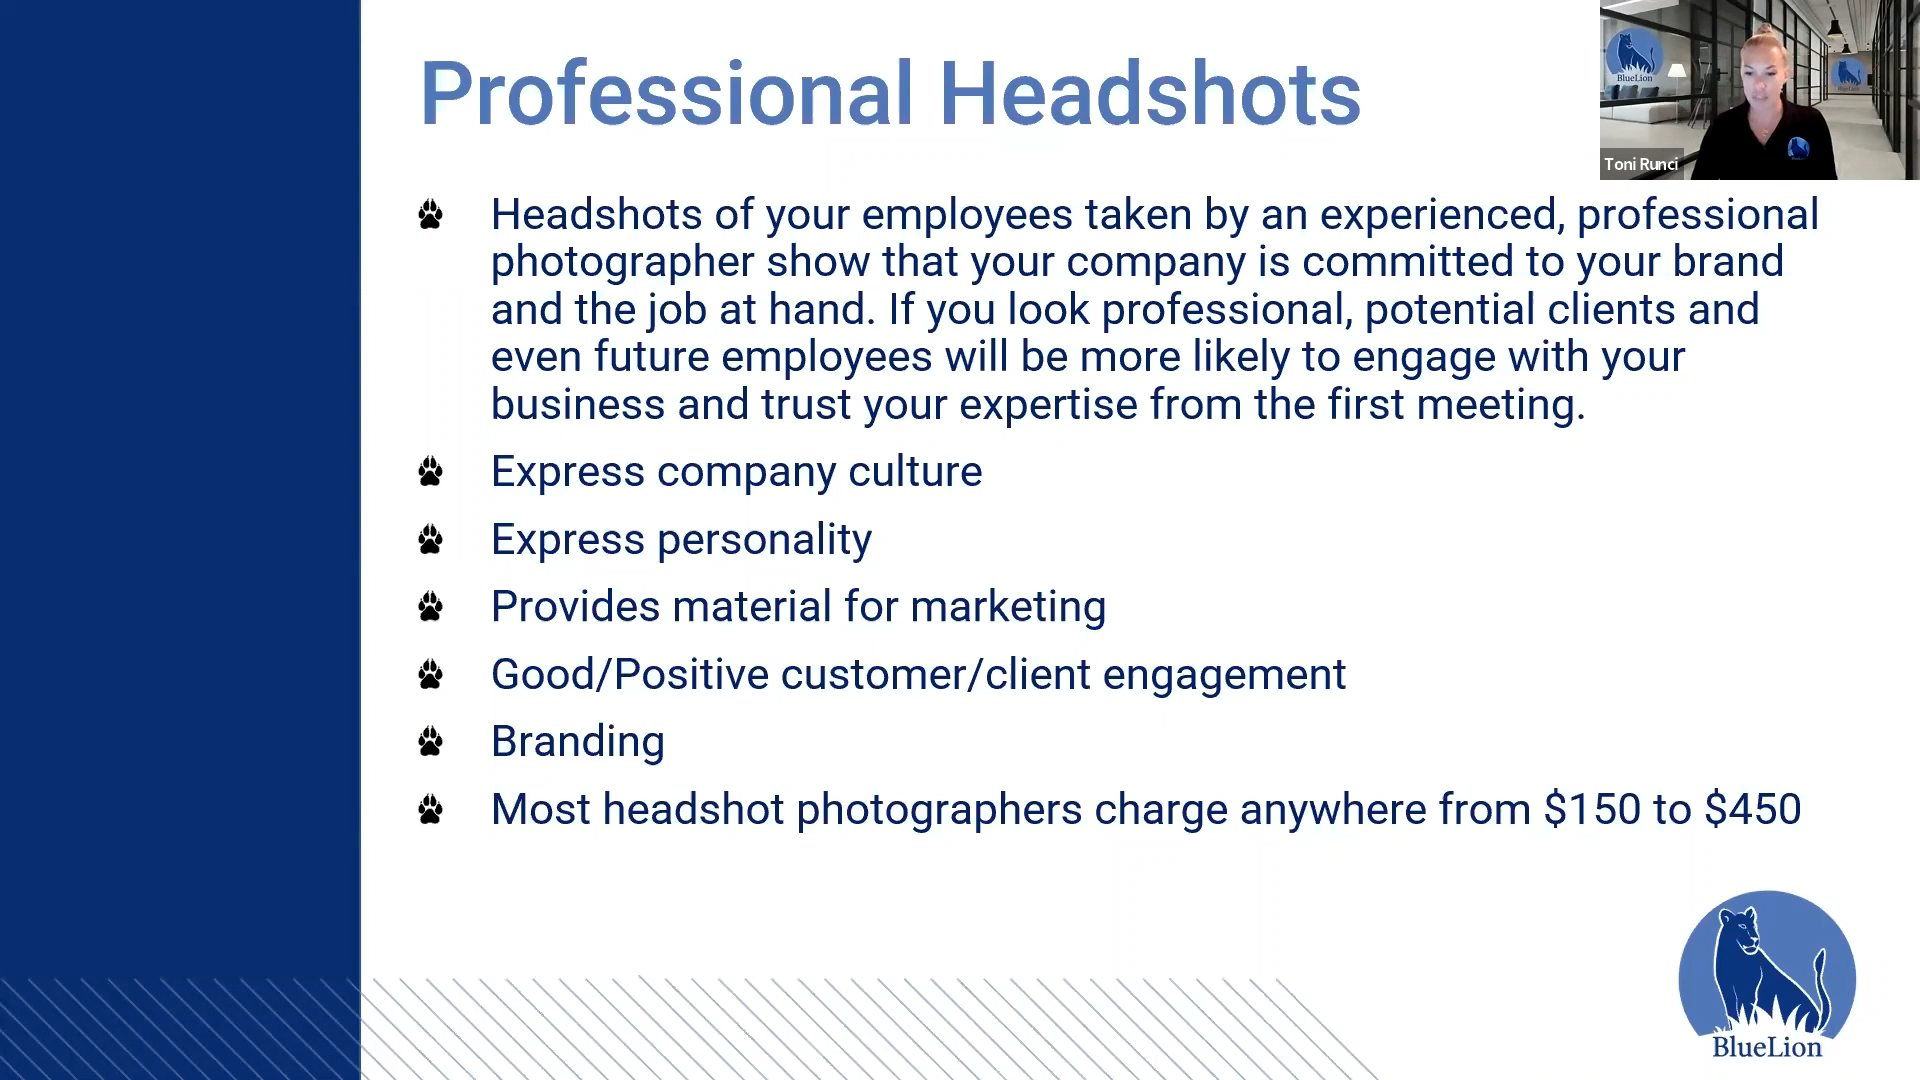 Professional Headshots
BlueLion
BlueLion
Toni Runci
Headshots of your employees taken by an experienced, professional
photographer show that your company is committed to your brand
and the job at hand. If you look professional, potential clients and
even future employees will be more likely to engage with your
business and trust your expertise from the first meeting.
Express company culture
Express personality
Provides material for marketing
Good/Positive customer/client engagement
Branding
Most headshot photographers charge anywhere from $150 to $450
BlueLion